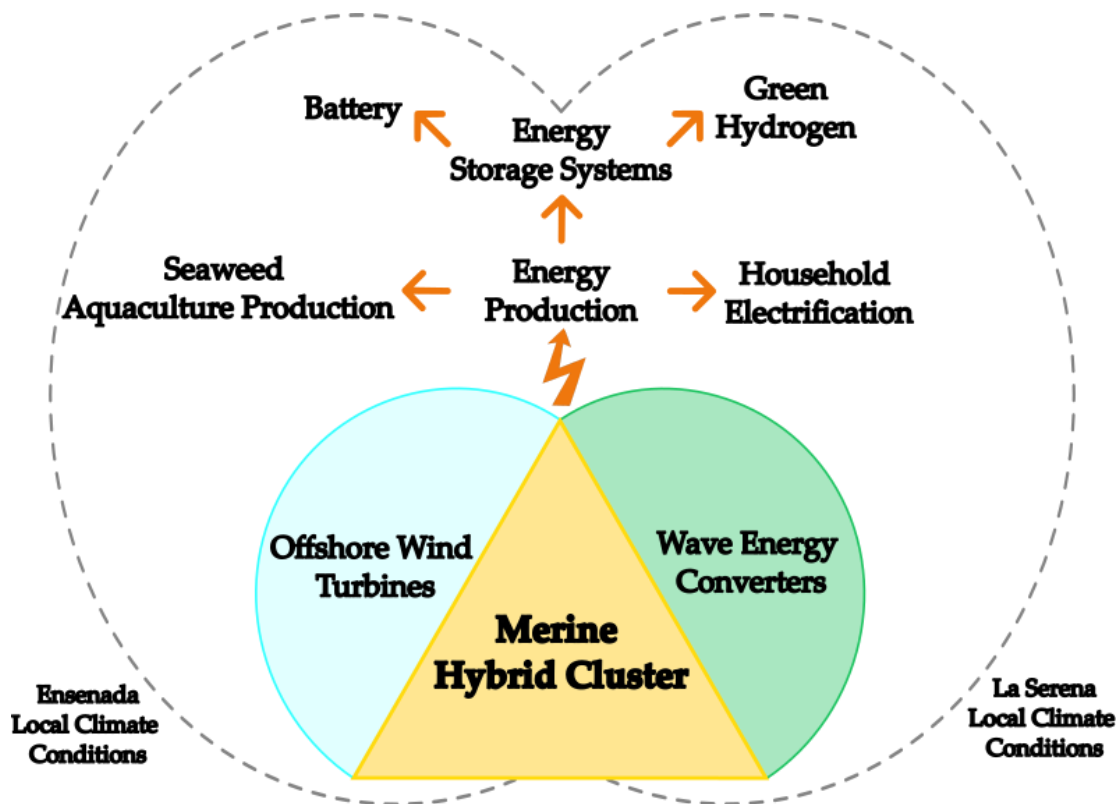 Battery
Green
Hydrogen
Energy
Storage Systems
Seaweed
Aquaculture Production
Energy
Production
Household
Electrification
Offshore Wind
Turbines
Wave Energy
Converters
Merine
Hybrid Cluster
Ensenada
Local Climate
Conditions
La Serena
Local Climate
Conditions